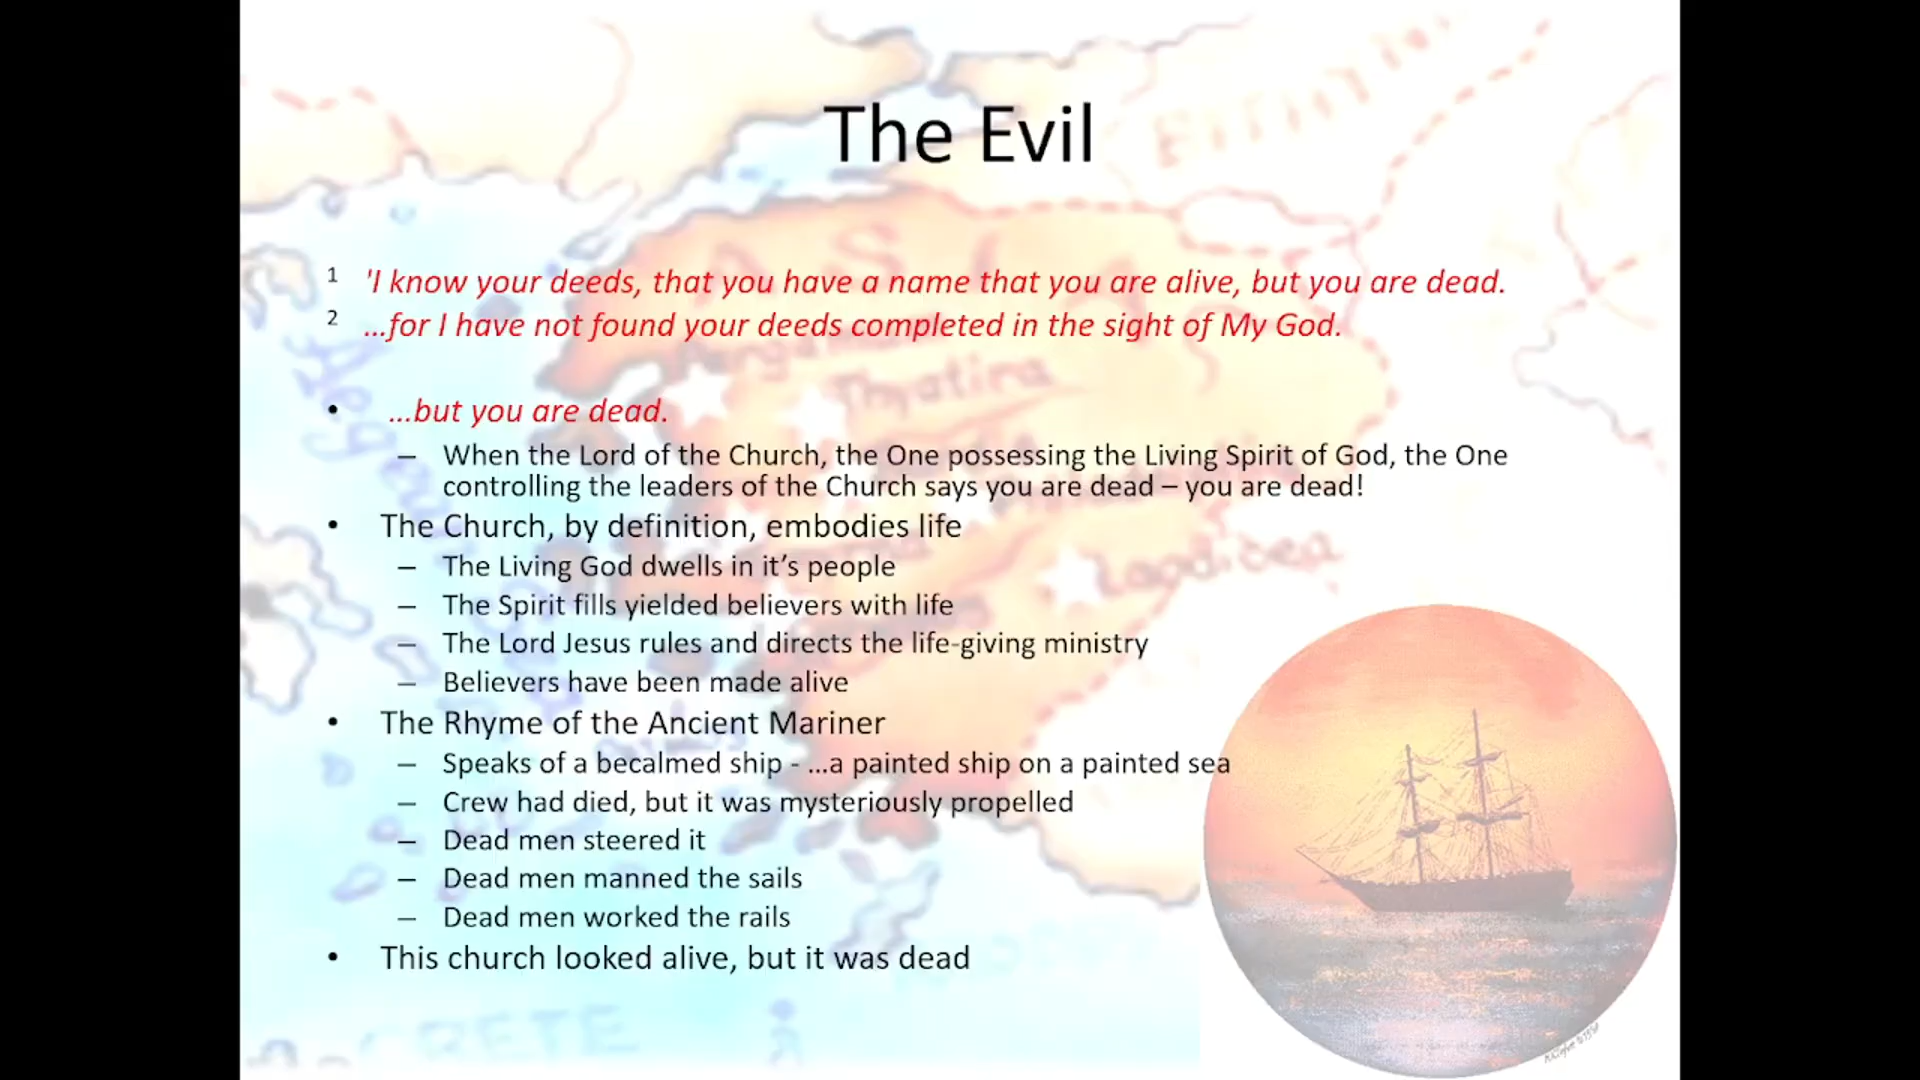 The Evil
1 'I know your deeds, that you have a name that you are alive, but you are dead.
2 ...for I have not found your deeds completed in the sight of My God.
• ...but you are dead.
– When the Lord of the Church, the One possessing the Living Spirit of God, the One
controlling the leaders of the Church says you are dead – you are dead!
• The Church, by definition, embodies life
– The Living God dwells in it's people
– The Spirit fills yielded believers with life
– The Lord Jesus rules and directs the life-giving ministry
– Believers have been made alive
• The Rhyme of the Ancient Mariner
– Speaks of a becalmed ship - ...a painted ship on a painted sea
– Crew had died, but it was mysteriously propelled
– Dead men steered it
– Dead men manned the sails
– Dead men worked the rails
• This church looked alive, but it was dead
ASIA
Thyatira
Laodicea
Aegean
CRETE